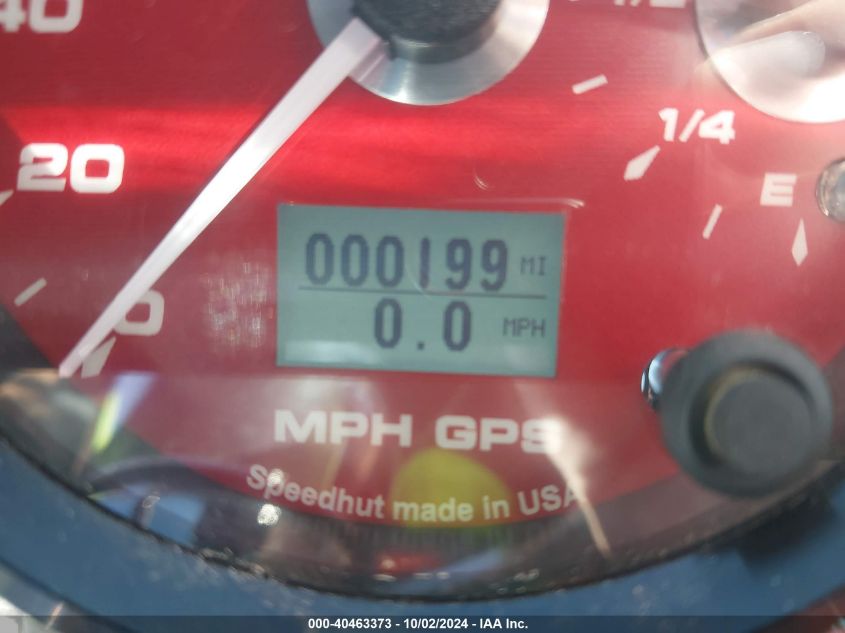 40
1/2
1/4
20
E
000199 MI
0.0 MPH
0
MPH GPS
Speedhut made in USA
000-40463373 - 10/02/2024 - IAA Inc.